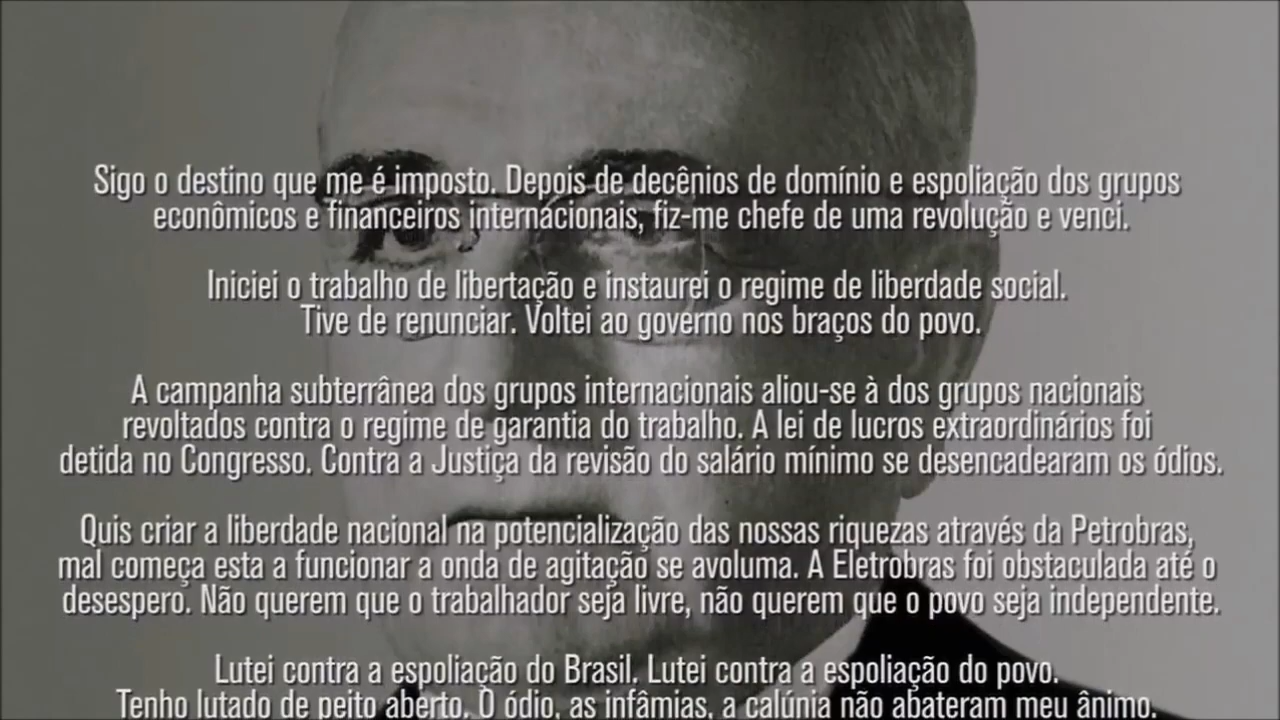 Sigo o destino que me é imposto. Depois de decênios de domínio e espoliação dos grupos
econômicos e financeiros internacionais, fiz-me chefe de uma revolução e venci.
Iniciei o trabalho de libertação e instaurei o regime de liberdade social.
Tive de renunciar. Voltei ao governo nos braços do povo.
A campanha subterrânea dos grupos internacionais aliou-se à dos grupos nacionais
revoltados contra o regime de garantia do trabalho. A lei de lucros extraordinários foi
detida no Congresso. Contra a Justiça da revisão do salário mínimo se desencadearam os ódios.
Quis criar a liberdade nacional na potencialização das nossas riquezas através da Petrobras,
mal começa esta a funcionar a onda de agitação se avoluma. A Eletrobras foi obstaculada até o
desespero. Não querem que o trabalhador seja livre, não querem que o povo seja independente.
Lutei contra a espoliação do Brasil. Lutei contra a espoliação do povo.
Tenho lutado de peito aberto. O ódio, as infâmias, a calúnia não abateram meu ânimo.